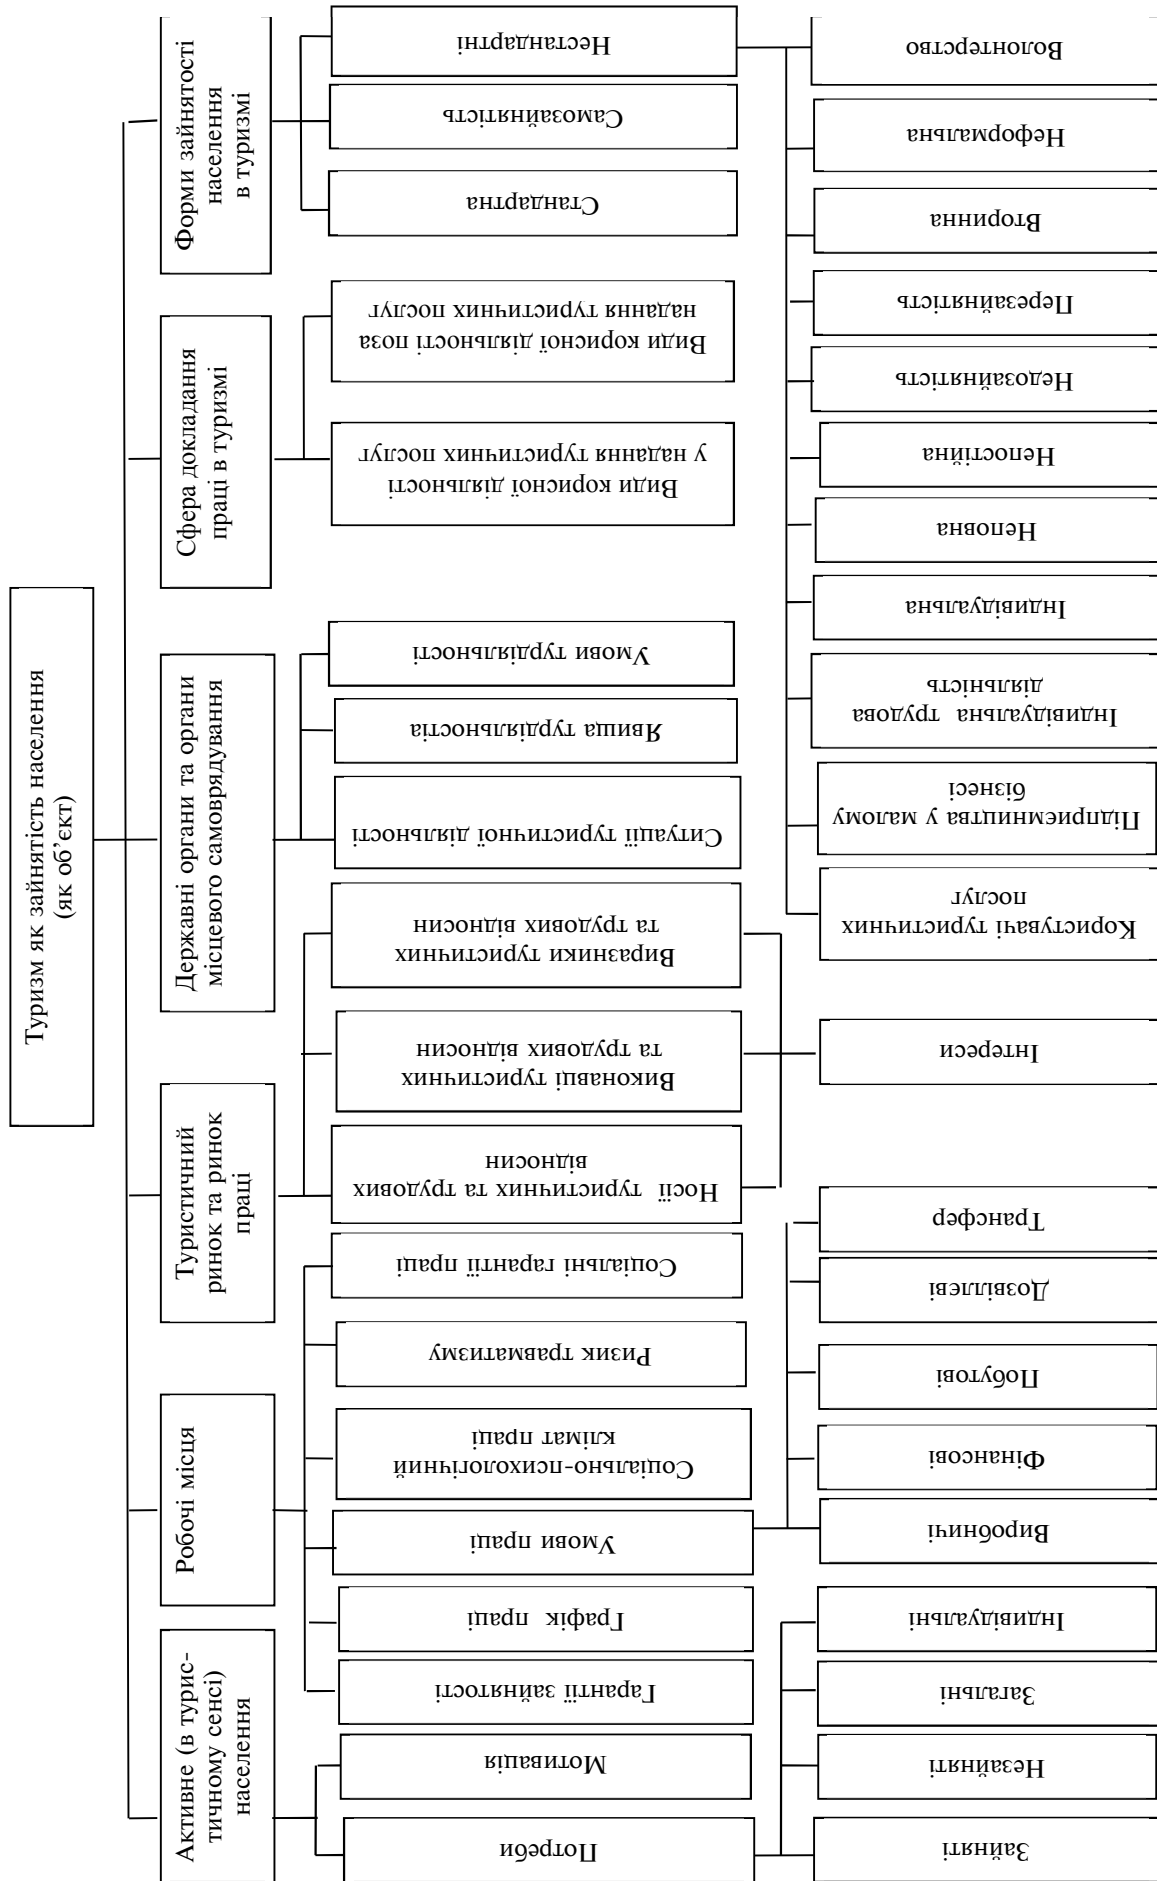 Туризм як зайнятість населення
(як об’єкт)
Активне (в турис-
тичному сенсі)
населення
Робочі місця
Туристичний
ринок та ринок
праці
Державні органи та органи
місцевого самоврядування
Сфера докладання
праці в туризмі
Форми зайнятості
населення
в туризмі
Потреби
Мотивація
Гарантії зайнятості
Графік праці
Умови праці
Соціально-психологічний
клімат праці
Ризик травматизму
Соціальні гарантії праці
Носії туристичних та трудових
відносин
Виконавці туристичних
та трудових відносин
Виразники туристичних
та трудових відносин
Ситуації туристичної діяльності
Явища турдіяльностіа
Умови турдіяльності
Види корисної діяльності
у надання туристичних послуг
Види корисної діяльності поза
надання туристичних послуг
Стандартна
Самозайнятість
Нестандартні
Зайняті
Незайняті
Загальні
Індивідуальні
Виробничі
Фінансові
Побутові
Дозвіллєві
Трансфер
Інтереси
Користувачі туристичних
послуг
Підприємництва у малому
бізнесі
Індивідуальна трудова
діяльність
Індивідуальна
Неповна
Непостійна
Недозайнятість
Перезайнятість
Вторинна
Неформальна
Волонтерство